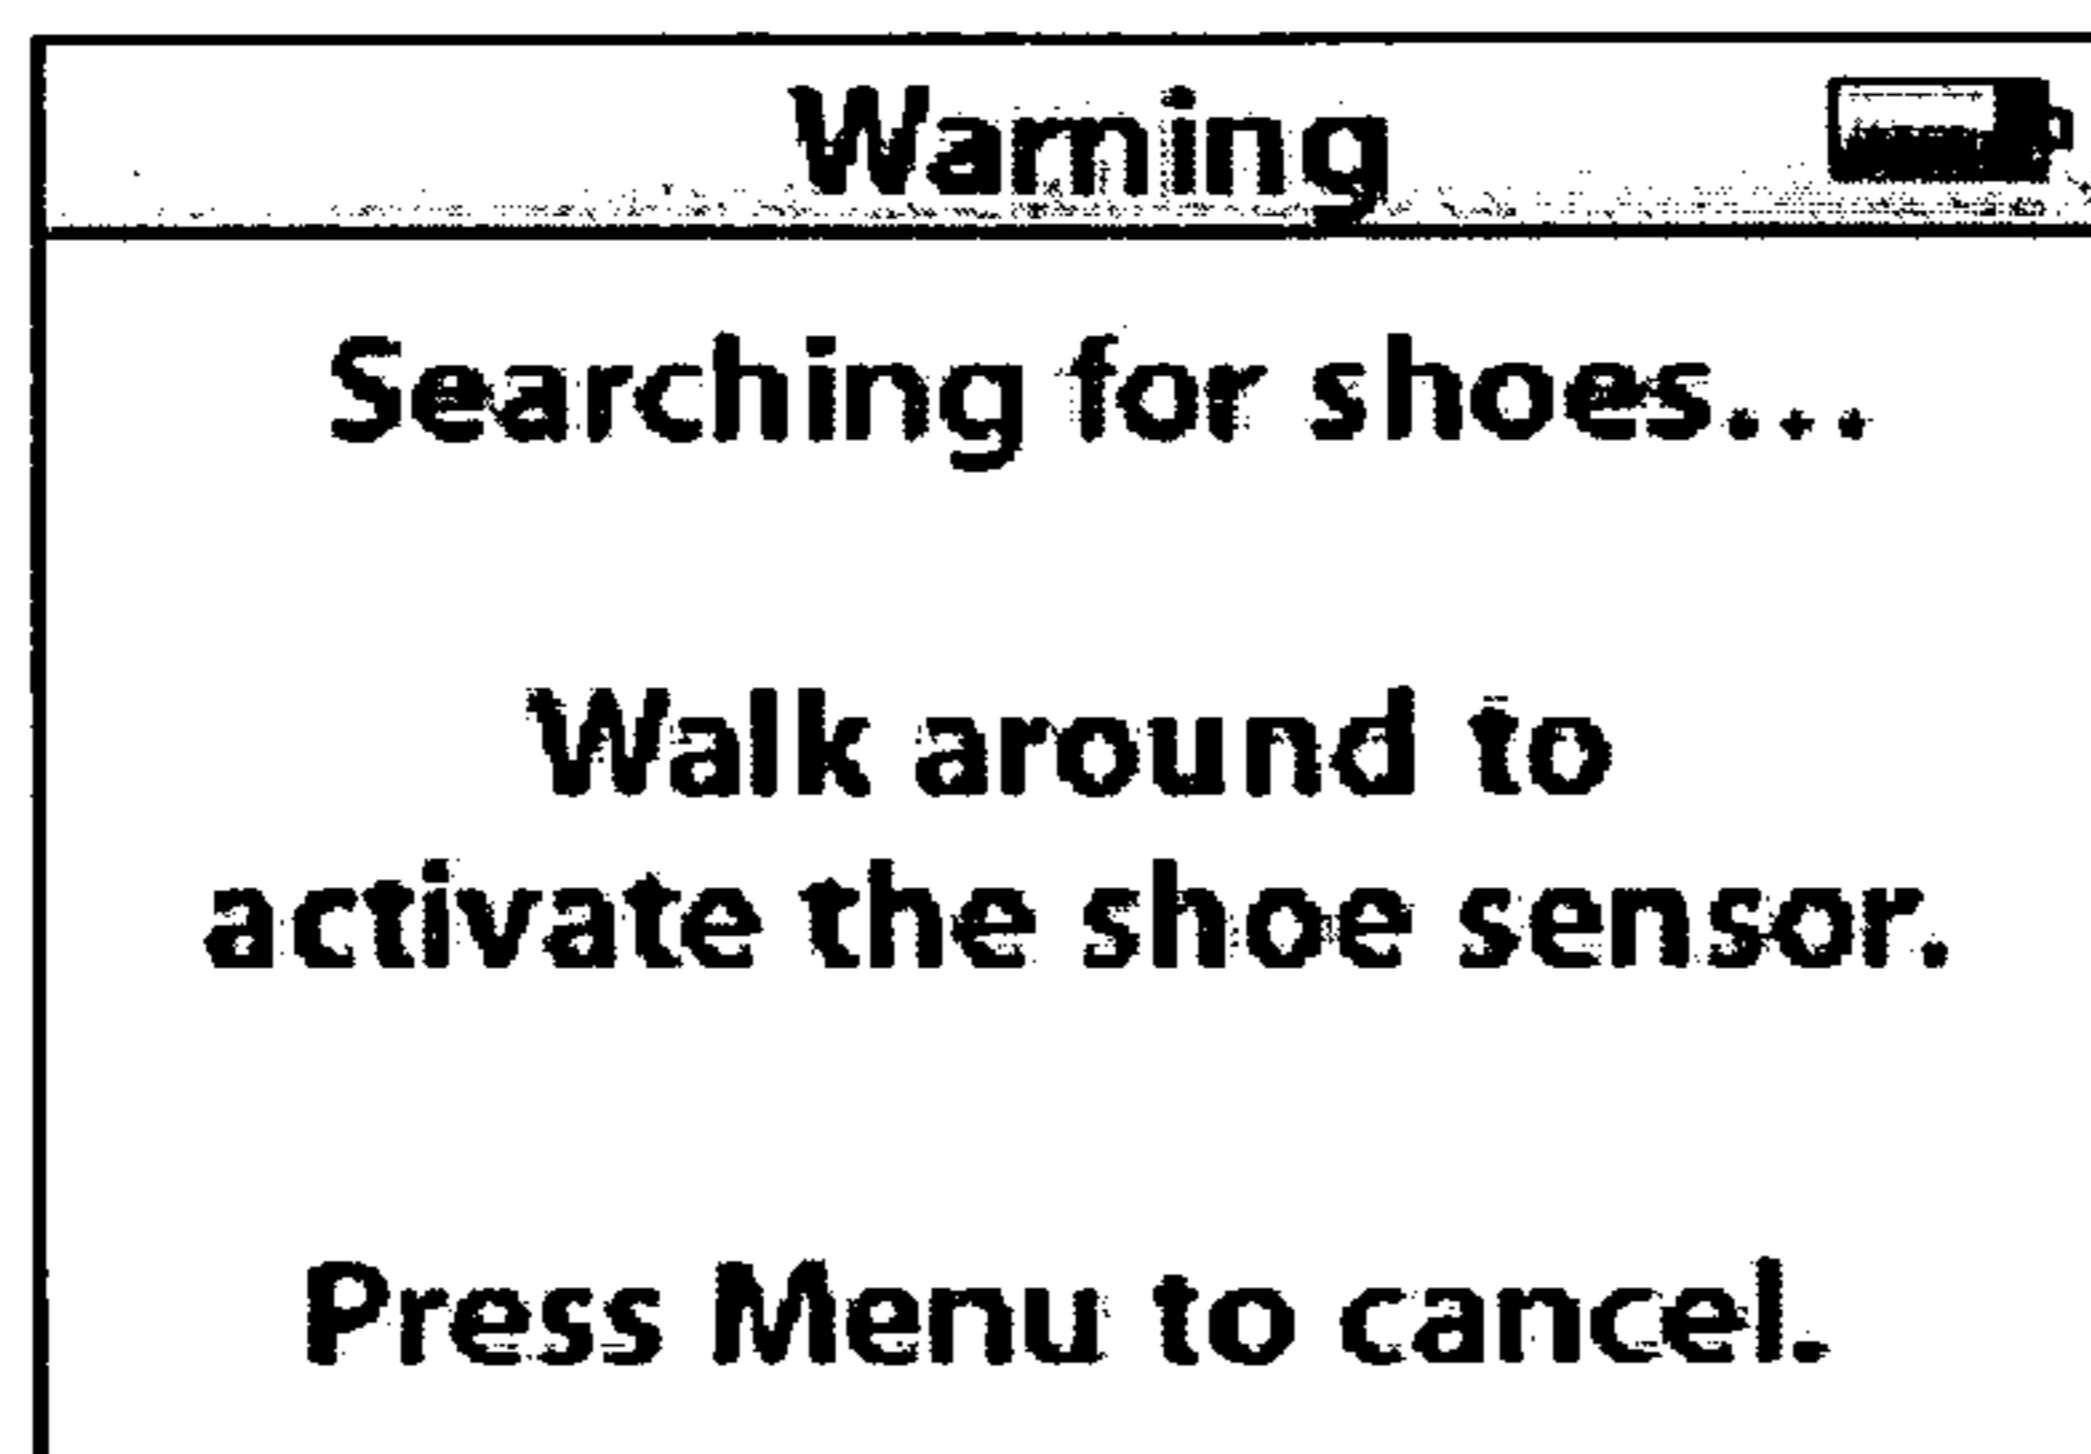 Warning
Searching for shoes...
Walk around to
activate the shoe sensor.
Press Menu to cancel.